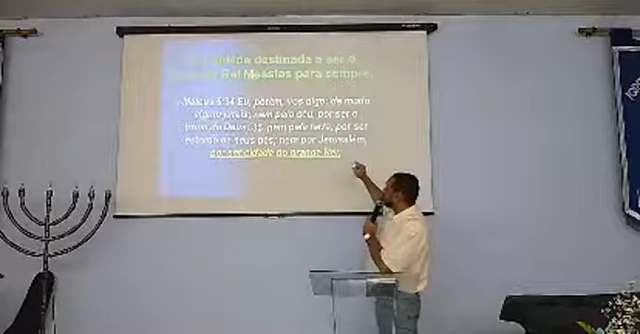 destinada a ser o
Rei Messias para sempre.
Mateus 5:34 Eu, porém, vos digo: de modo
nem pelo céu, por ser o
trono de Deus; 35 nem pela terra, por ser
estrado de seus pés; nem por Jerusalém,
por ser cidade do grande Rei;